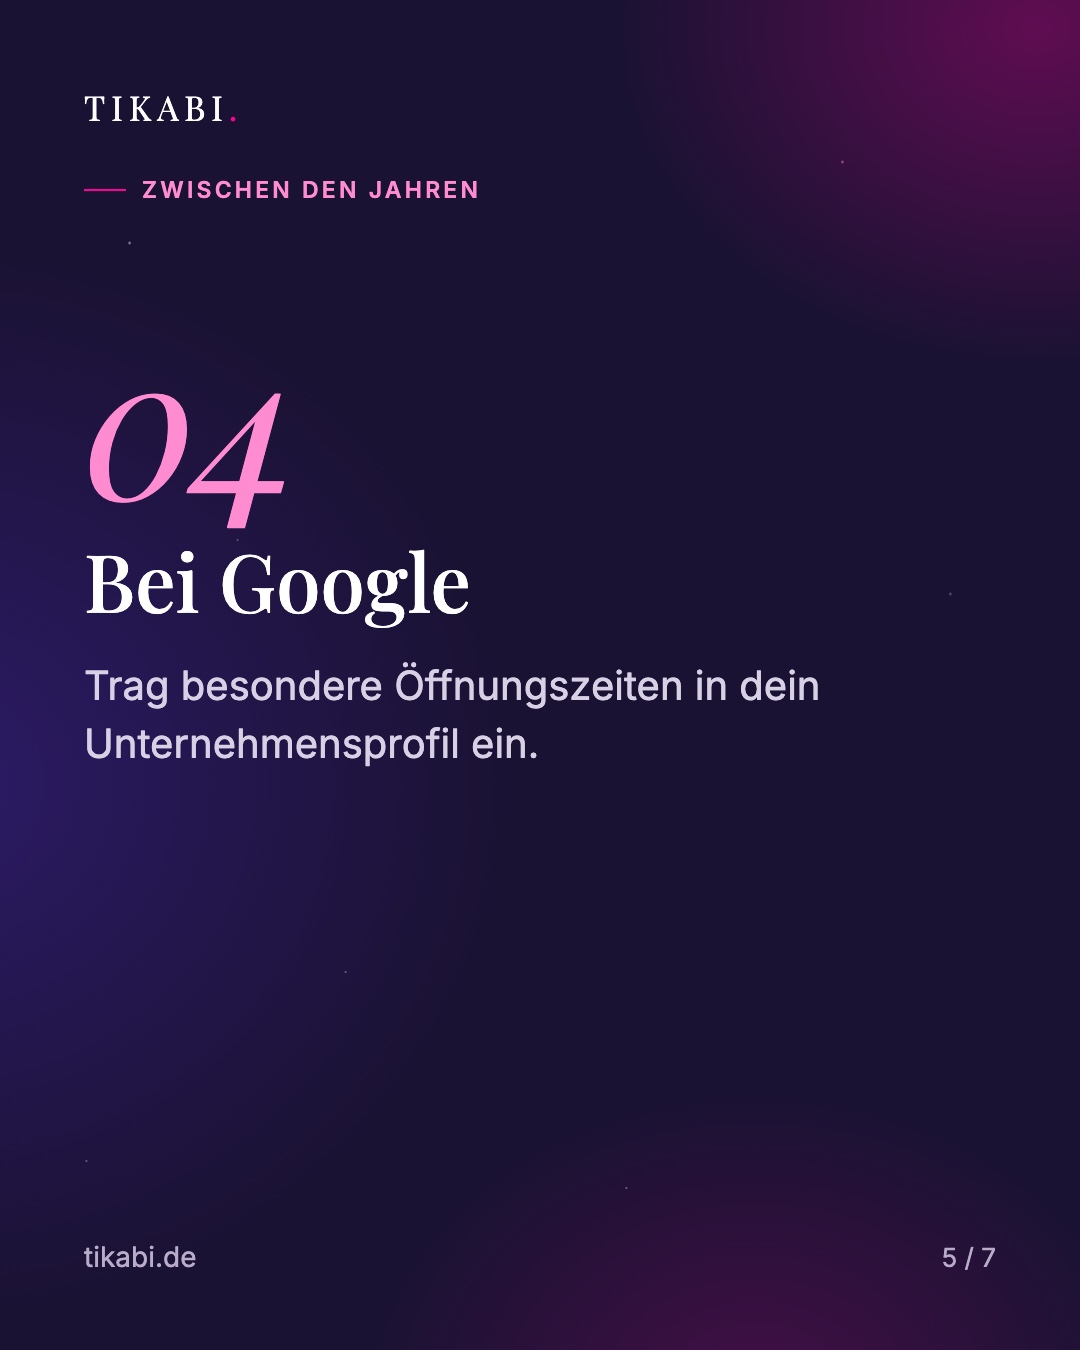 TIKABI.
ZWISCHEN DEN JAHREN
04
Bei Google
Trag besondere Öffnungszeiten in dein
Unternehmensprofil ein.
tikabi.de
5 / 7